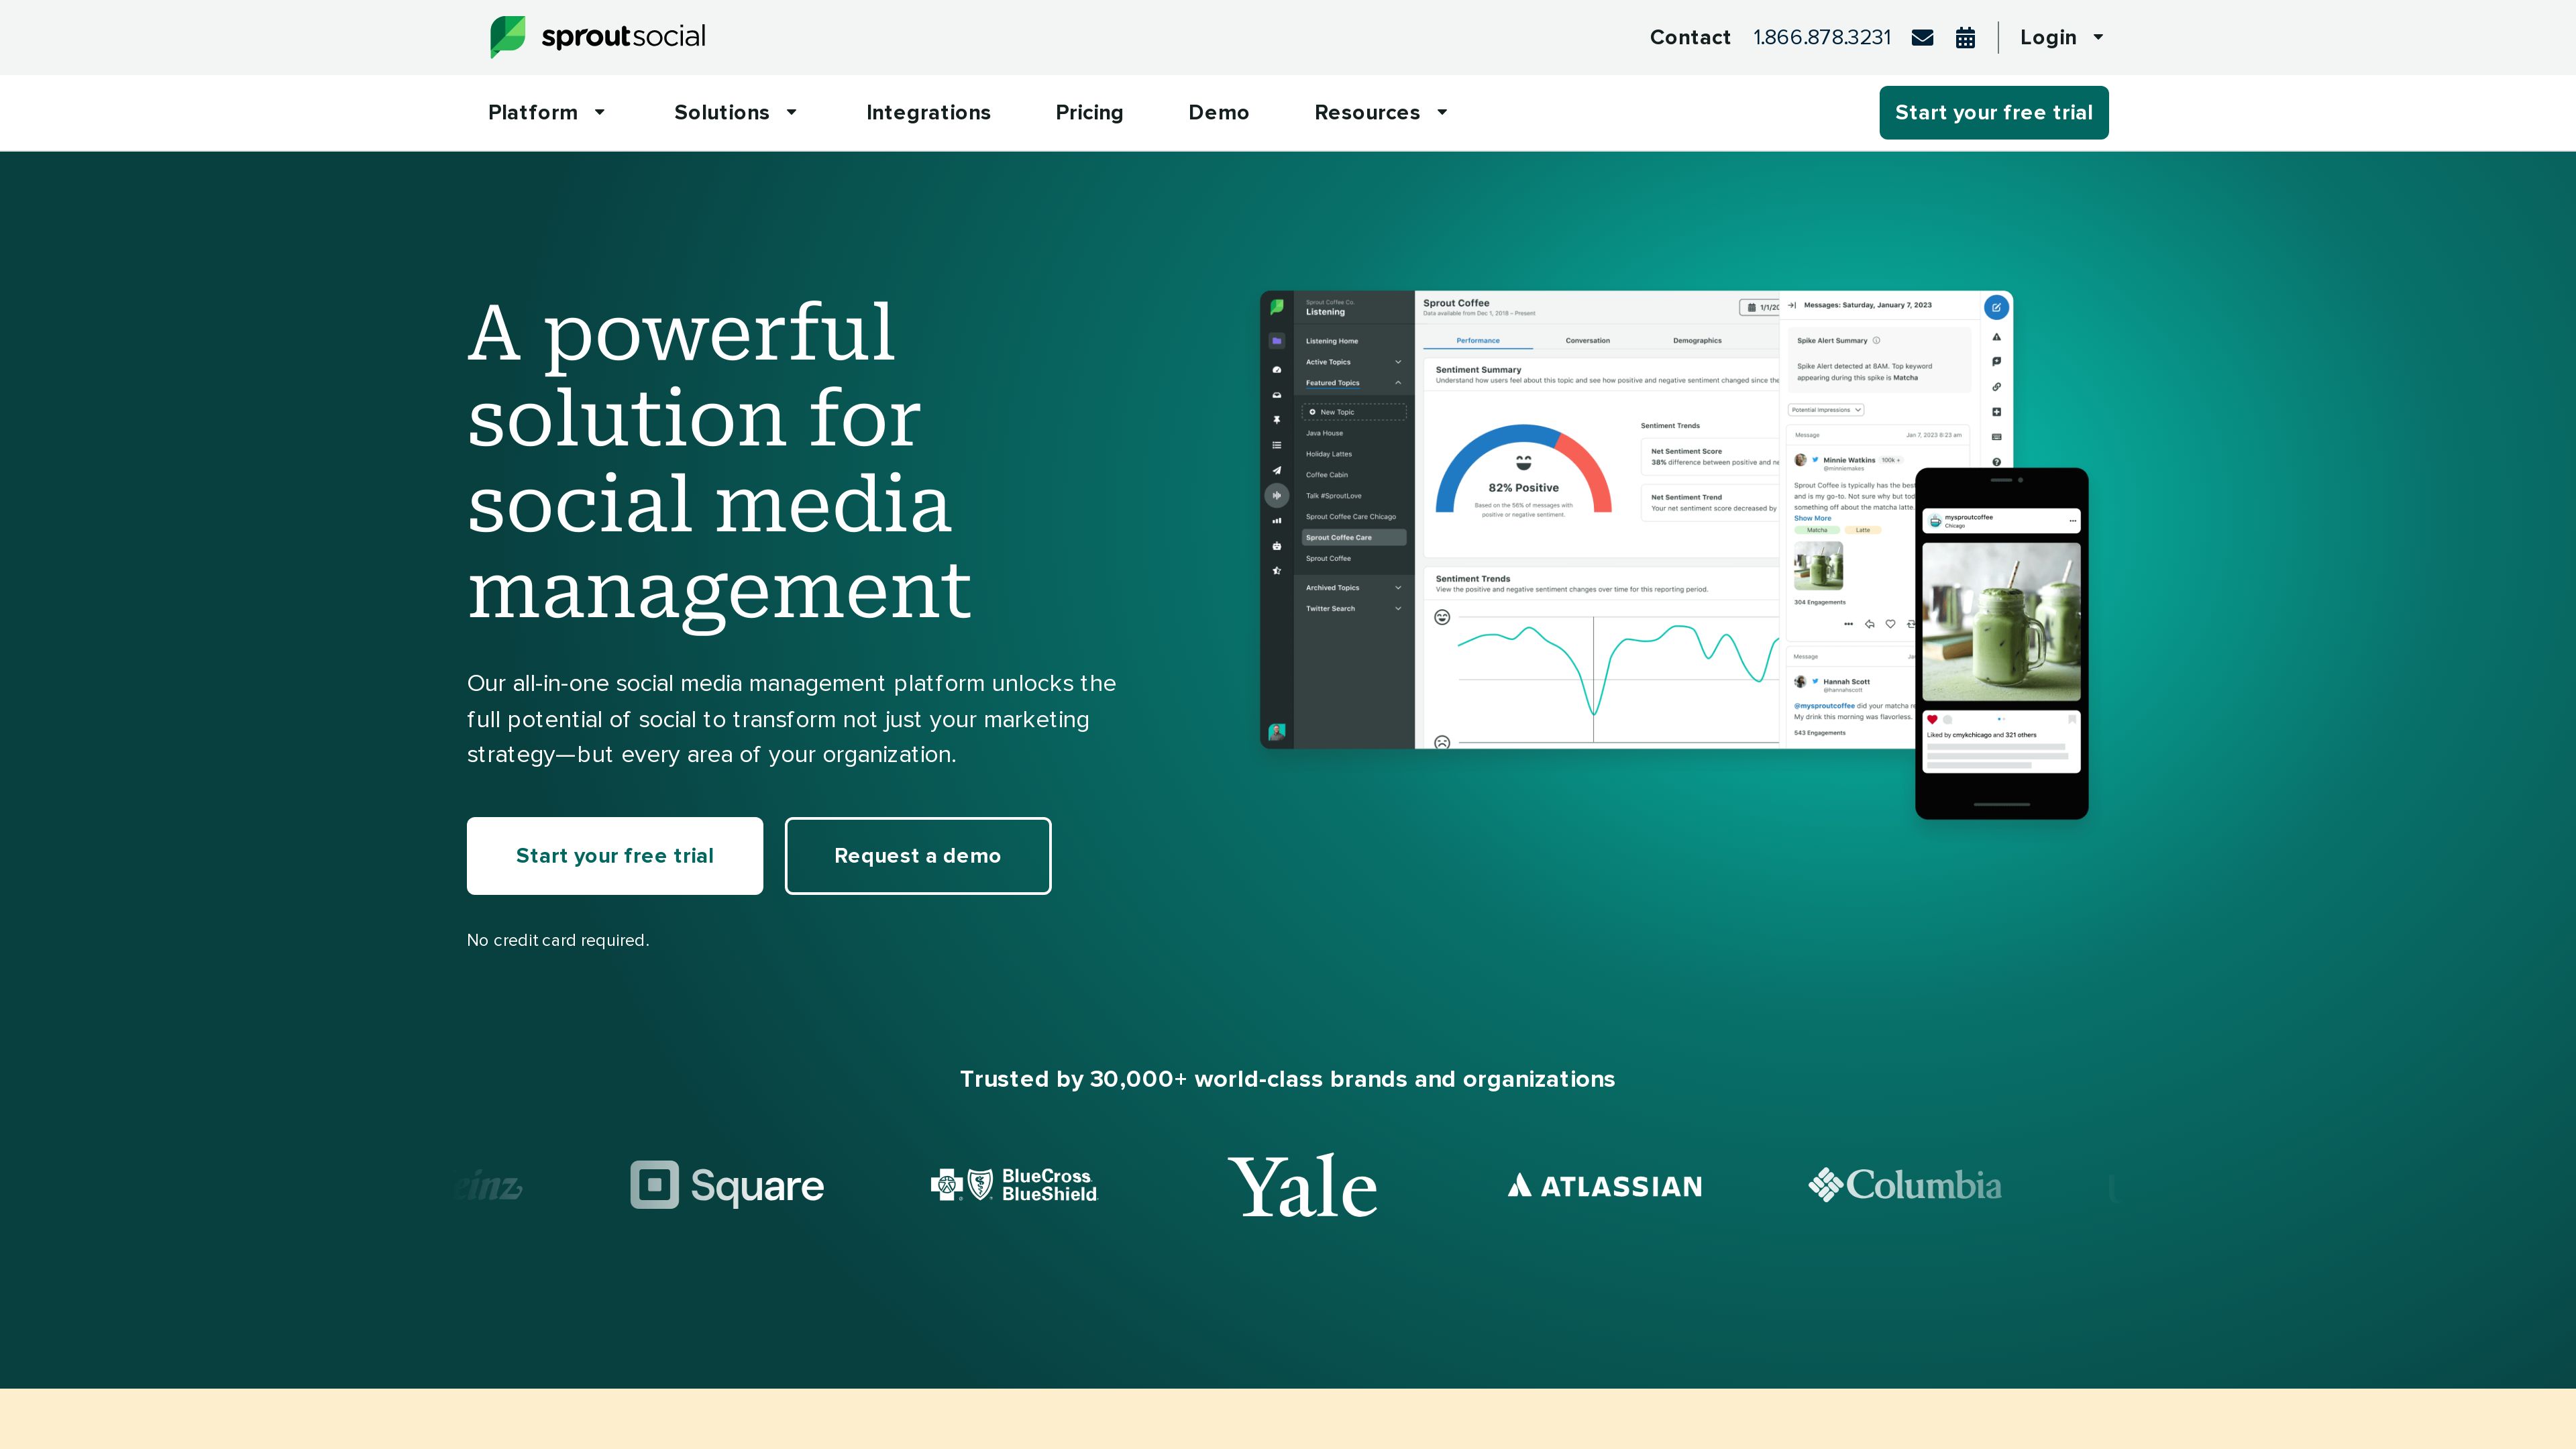 sproutsocial
Contact 1.866.878.3231 Login
Platform Solutions Integrations Pricing Demo Resources Start your free trial
A powerful
solution for
social media
management
Our all-in-one social media management platform unlocks the
full potential of social to transform not just your marketing
strategy—but every area of your organization.
Start your free trial Request a demo
No credit card required.
Sprout Coffee Co.
Listening
Listening Home
Active Topics
Featured Topics
New Topic
Java House
Holiday Lattes
Coffee Cabin
Talk #SproutLove
Sprout Coffee Care Chicago
Sprout Coffee Care
Sprout Coffee
Archived Topics
Twitter Search
Sprout Coffee
Data available from Dec 1, 2018 – Present
1/1/20
Performance Conversation Demographics
Sentiment Summary
Understand how users feel about this topic and see how positive and negative sentiment changed since the
82% Positive
Based on the 56% of messages with
positive or negative sentiment.
Sentiment Trends
Net Sentiment Score
38% difference between positive and ne
Net Sentiment Trend
Your net sentiment score decreased by
Sentiment Trends
View the positive and negative sentiment changes over time for this reporting period.
Messages: Saturday, January 7, 2023
Spike Alert Summary
Spike Alert detected at 8AM. Top keyword
appearing during this spike is Matcha
Potential Impressions
Message Jan 7, 2023 8:23 am
Minnie Watkins 100k +
@minniemakes
Sprout Coffee is typically has the best
and is my go-to. Not sure why but tod
something off about the matcha latte.
Show More
Matcha Latte
304 Engagements
Message Ja
Hannah Scott
@hannahscott
@mysproutcoffee did your matcha r
My drink this morning was flavorless.
543 Engagements
mysproutcoffee
Chicago
Liked by cmykchicago and 321 others
Trusted by 30,000+ world-class brands and organizations
einz Square BlueCross BlueShield Yale ATLASSIAN Columbia